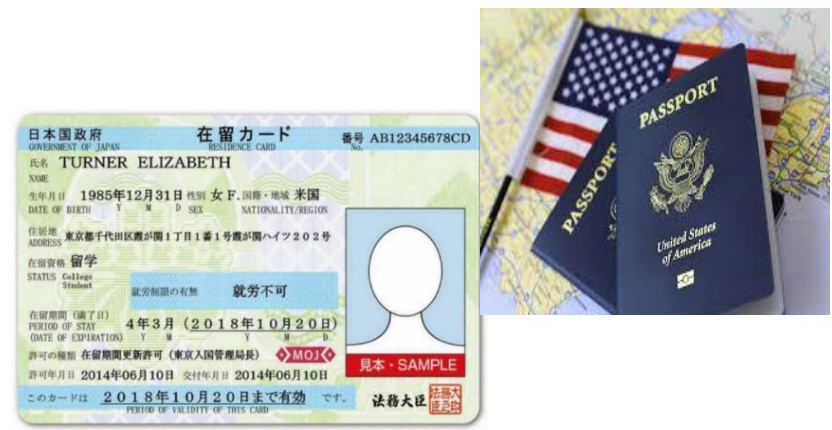 日本国政府 在留カード 番号 AB12345678CD
GOVERNMENT OF JAPAN RESIDENCE CARD No.
氏名 TURNER ELIZABETH
NAME
生年月日 1985年12月31日 性別 女 F. 国籍・地域 米国
DATE OF BIRTH Y M D SEX NATIONALITY/REGION
住居地 東京都千代田区霞が関1丁目1番1号霞が関ハイツ202号
ADDRESS
在留資格 留学
STATUS College
Student
就労制限の有無 就労不可
在留期間(満了日)
PERIOD OF STAY 4年3月(2018年10月20日)
(DATE OF EXPIRATION) Y M Y M D
許可の種類 在留期間更新許可(東京入国管理局長) MOJ
見本・SAMPLE
許可年月日 2014年06月10日 交付年月日 2014年06月10日
このカードは 2018年10月20日まで有効 です。
PERIOD OF VALIDITY OF THIS CARD
法務大臣
PASSPORT
PASSPORT
United States
of America